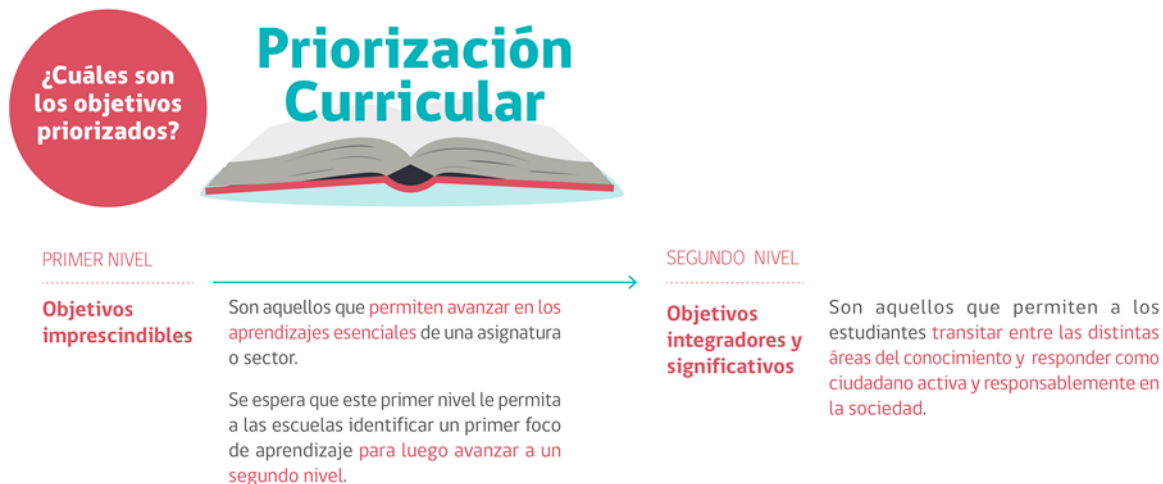 ¿Cuáles son
los objetivos
priorizados?
Priorización
Curricular
PRIMER NIVEL
Objetivos
imprescindibles
Son aquellos que permiten avanzar en los
aprendizajes esenciales de una asignatura
o sector.
Se espera que este primer nivel le permita
a las escuelas identificar un primer foco
de aprendizaje para luego avanzar a un
segundo nivel.
SEGUNDO NIVEL
Objetivos
integradores y
significativos
Son aquellos que permiten a los
estudiantes transitar entre las distintas
áreas del conocimiento y responder como
ciudadano activa y responsablemente en
la sociedad.